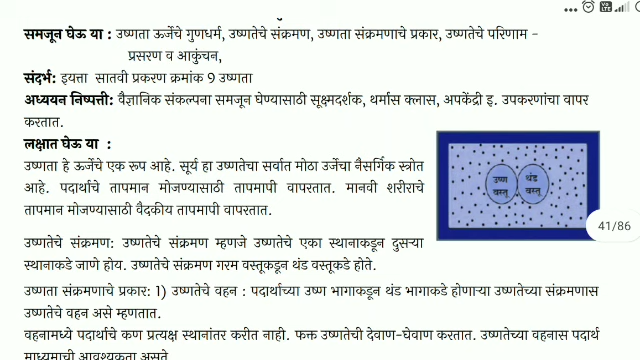 समजून घेऊ या : उष्णता ऊर्जेचे गुणधर्म, उष्णतेचे संक्रमण, उष्णता संक्रमणाचे प्रकार, उष्णतेचे परिणाम -
प्रसरण व आकुंचन,
संदर्भ: इयत्ता सातवी प्रकरण क्रमांक 9 उष्णता
अध्ययन निष्पत्ती: वैज्ञानिक संकल्पना समजून घेण्यासाठी सूक्ष्मदर्शक, थर्मास क्लास, अपकेंद्री इ. उपकरणांचा वापर
करतात.
लक्षात घेऊ या :
उष्णता हे ऊर्जेचे एक रूप आहे. सूर्य हा उष्णतेचा सर्वात मोठा उर्जेचा नैसर्गिक स्त्रोत
आहे. पदार्थाचे तापमान मोजण्यासाठी तापमापी वापरतात. मानवी शरीराचे
तापमान मोजण्यासाठी वैदकीय तापमापी वापरतात.
उष्ण वस्तू
थंड वस्तू
41/86
उष्णतेचे संक्रमण: उष्णतेचे संक्रमण म्हणजे उष्णतेचे एका स्थानाकडून दुसऱ्या
स्थानाकडे जाणे होय. उष्णतेचे संक्रमण गरम वस्तूकडून थंड वस्तूकडे होते.
उष्णता संक्रमणाचे प्रकार: 1) उष्णतेचे वहन : पदार्थाच्या उष्ण भागाकडून थंड भागाकडे होणाऱ्या उष्णतेच्या संक्रमणास
उष्णतेचे वहन असे म्हणतात.
वहनामध्ये पदार्थाचे कण प्रत्यक्ष स्थानांतर करीत नाही. फक्त उष्णतेची देवाण-घेवाण करतात. उष्णतेच्या वहनास पदार्थ
माध्यमाची आवश्यकता असते